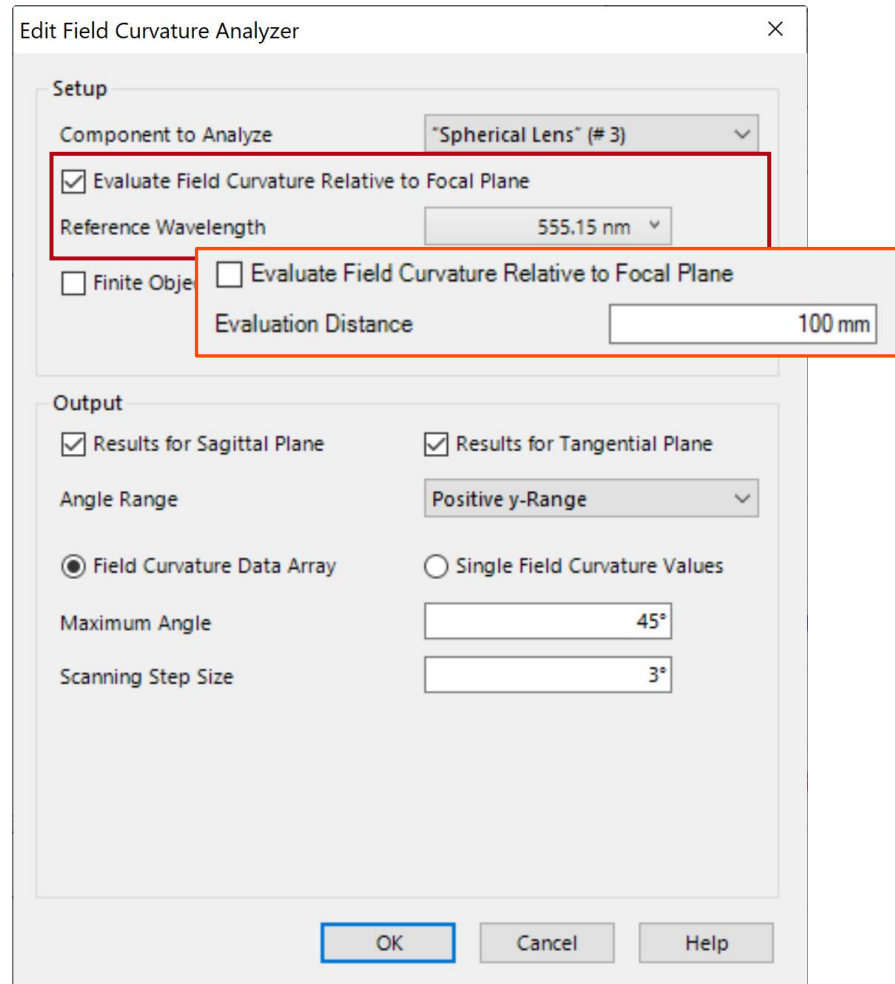 Edit Field Curvature Analyzer
Setup
Component to Analyze "Spherical Lens" (# 3)
Evaluate Field Curvature Relative to Focal Plane
Reference Wavelength 555.15 nm
Finite
Evaluate Field Curvature Relative to Focal Plane
Evaluation Distance 100 mm
Output
Results for Sagittal Plane Results for Tangential Plane
Angle Range Positive y-Range
Field Curvature Data Array Single Field Curvature Values
Maximum Angle 45°
Scanning Step Size 3°
OK Cancel Help